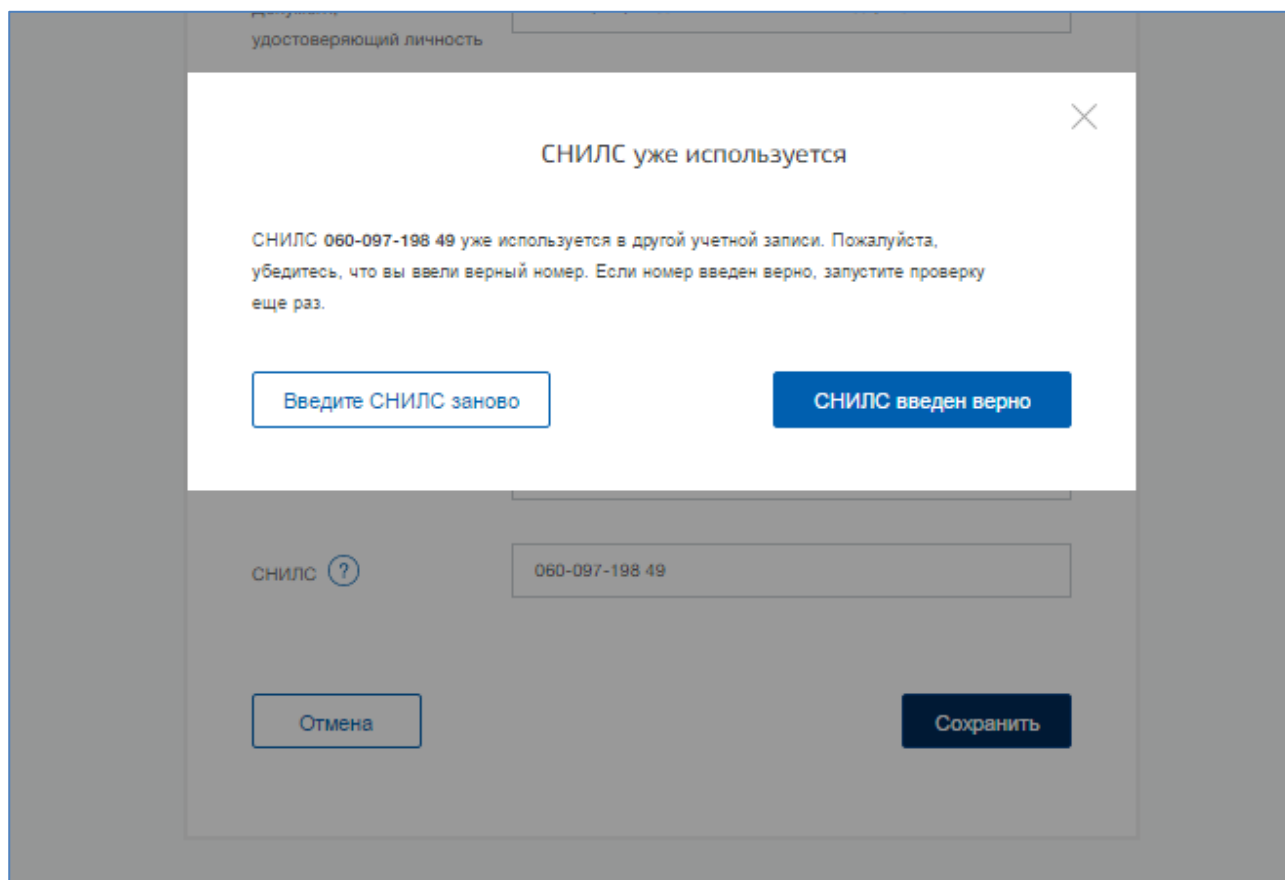 удостоверяющий личность
СНИЛС уже используется
СНИЛС 060-097-198 49 уже используется в другой учетной записи. Пожалуйста,
убедитесь, что вы ввели верный номер. Если номер введен верно, запустите проверку
еще раз.
Введите СНИЛС заново
СНИЛС введен верно
СНИЛС ?
060-097-198 49
Отмена
Сохранить